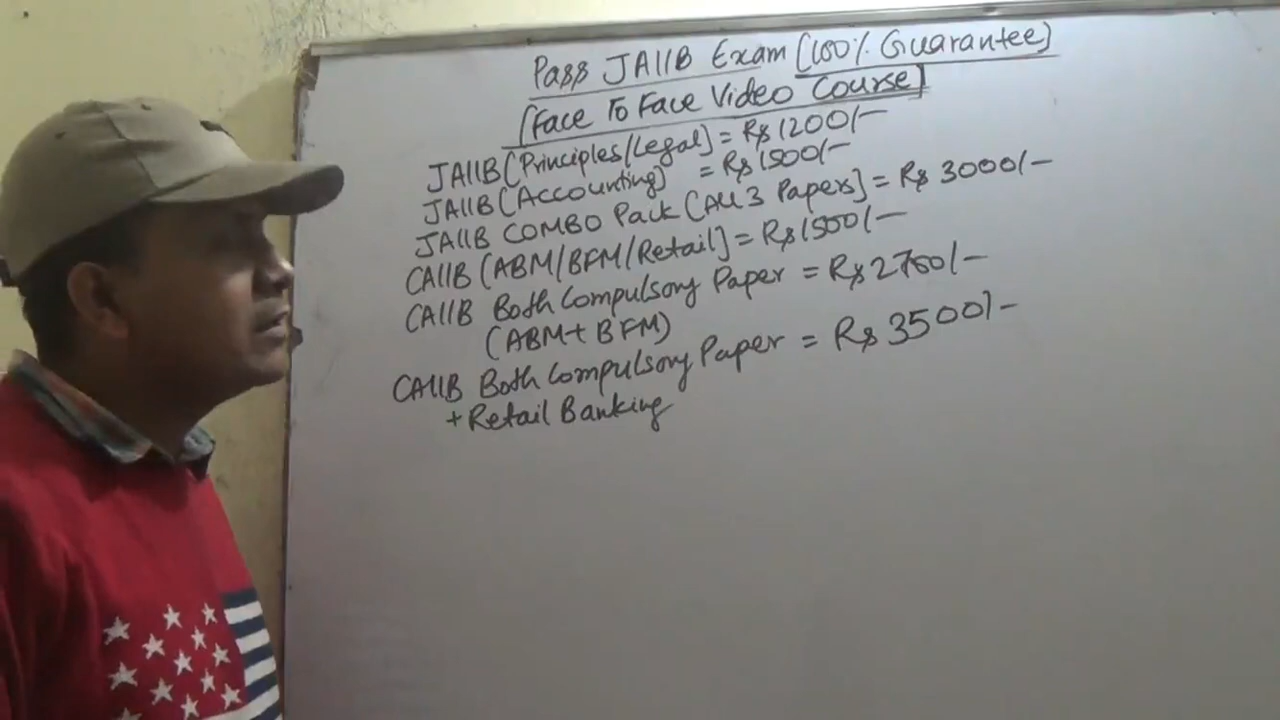 Pass JAIIB Exam [100% Guarantee]
[Face To Face Video Course]
JAIIB [Principles/Legal] = Rs 1200/-
JAIIB (Accounting] = Rs 1500/-
JAIIB COMBO Pack (All 3 Papers] = Rs 3000/-
CAIIB (ABM/BFM/Retail] = Rs 1500/-
CAIIB Both Compulsory Paper = Rs 2700/-
(ABM+BFM)
CAIIB Both Compulsory Paper = Rs 3500/-
+ Retail Banking